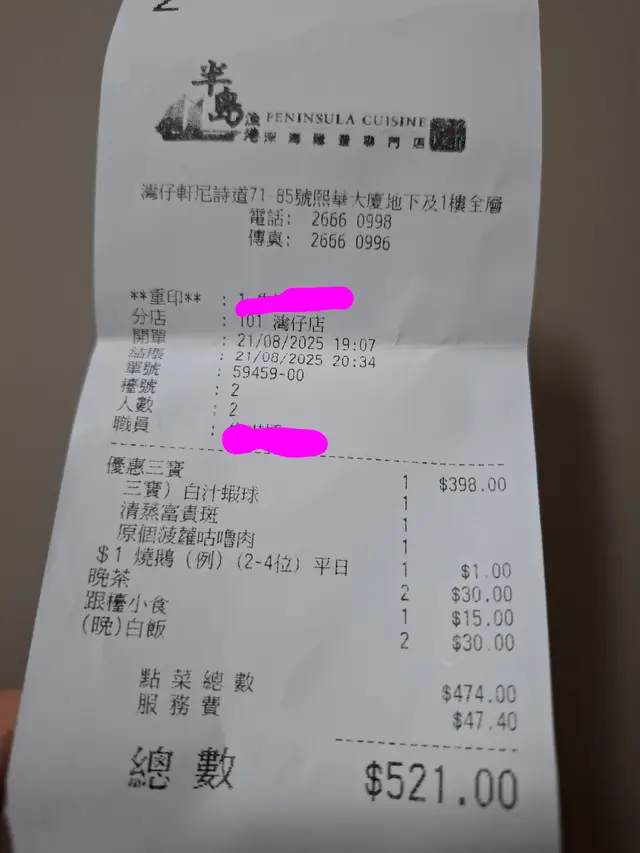 半島
漁港 PENINSULA CUISINE
深海雞薈專門店
灣仔軒尼詩道71-85號熙華大廈地下及1樓全層
電話: 2666 0998
傳真: 2666 0996
**重印** : 1
分店 : 101 灣仔店
開單 : 21/08/2025 19:07
結賬 : 21/08/2025 20:34
單號 : 59459-00
檯號 : 2
人數 : 2
職員 :
優惠三寶 1 $398.00
三寶) 白汁蝦球 1
清蒸富貴斑 1
原個菠蘿咕嚕肉 1
$1 燒鵝 (例) (2-4位) 平日 1 $1.00
晚茶 2 $30.00
跟檯小食 1 $15.00
(晚)白飯 2 $30.00
點菜總數 $474.00
服務費 $47.40
總數 $521.00